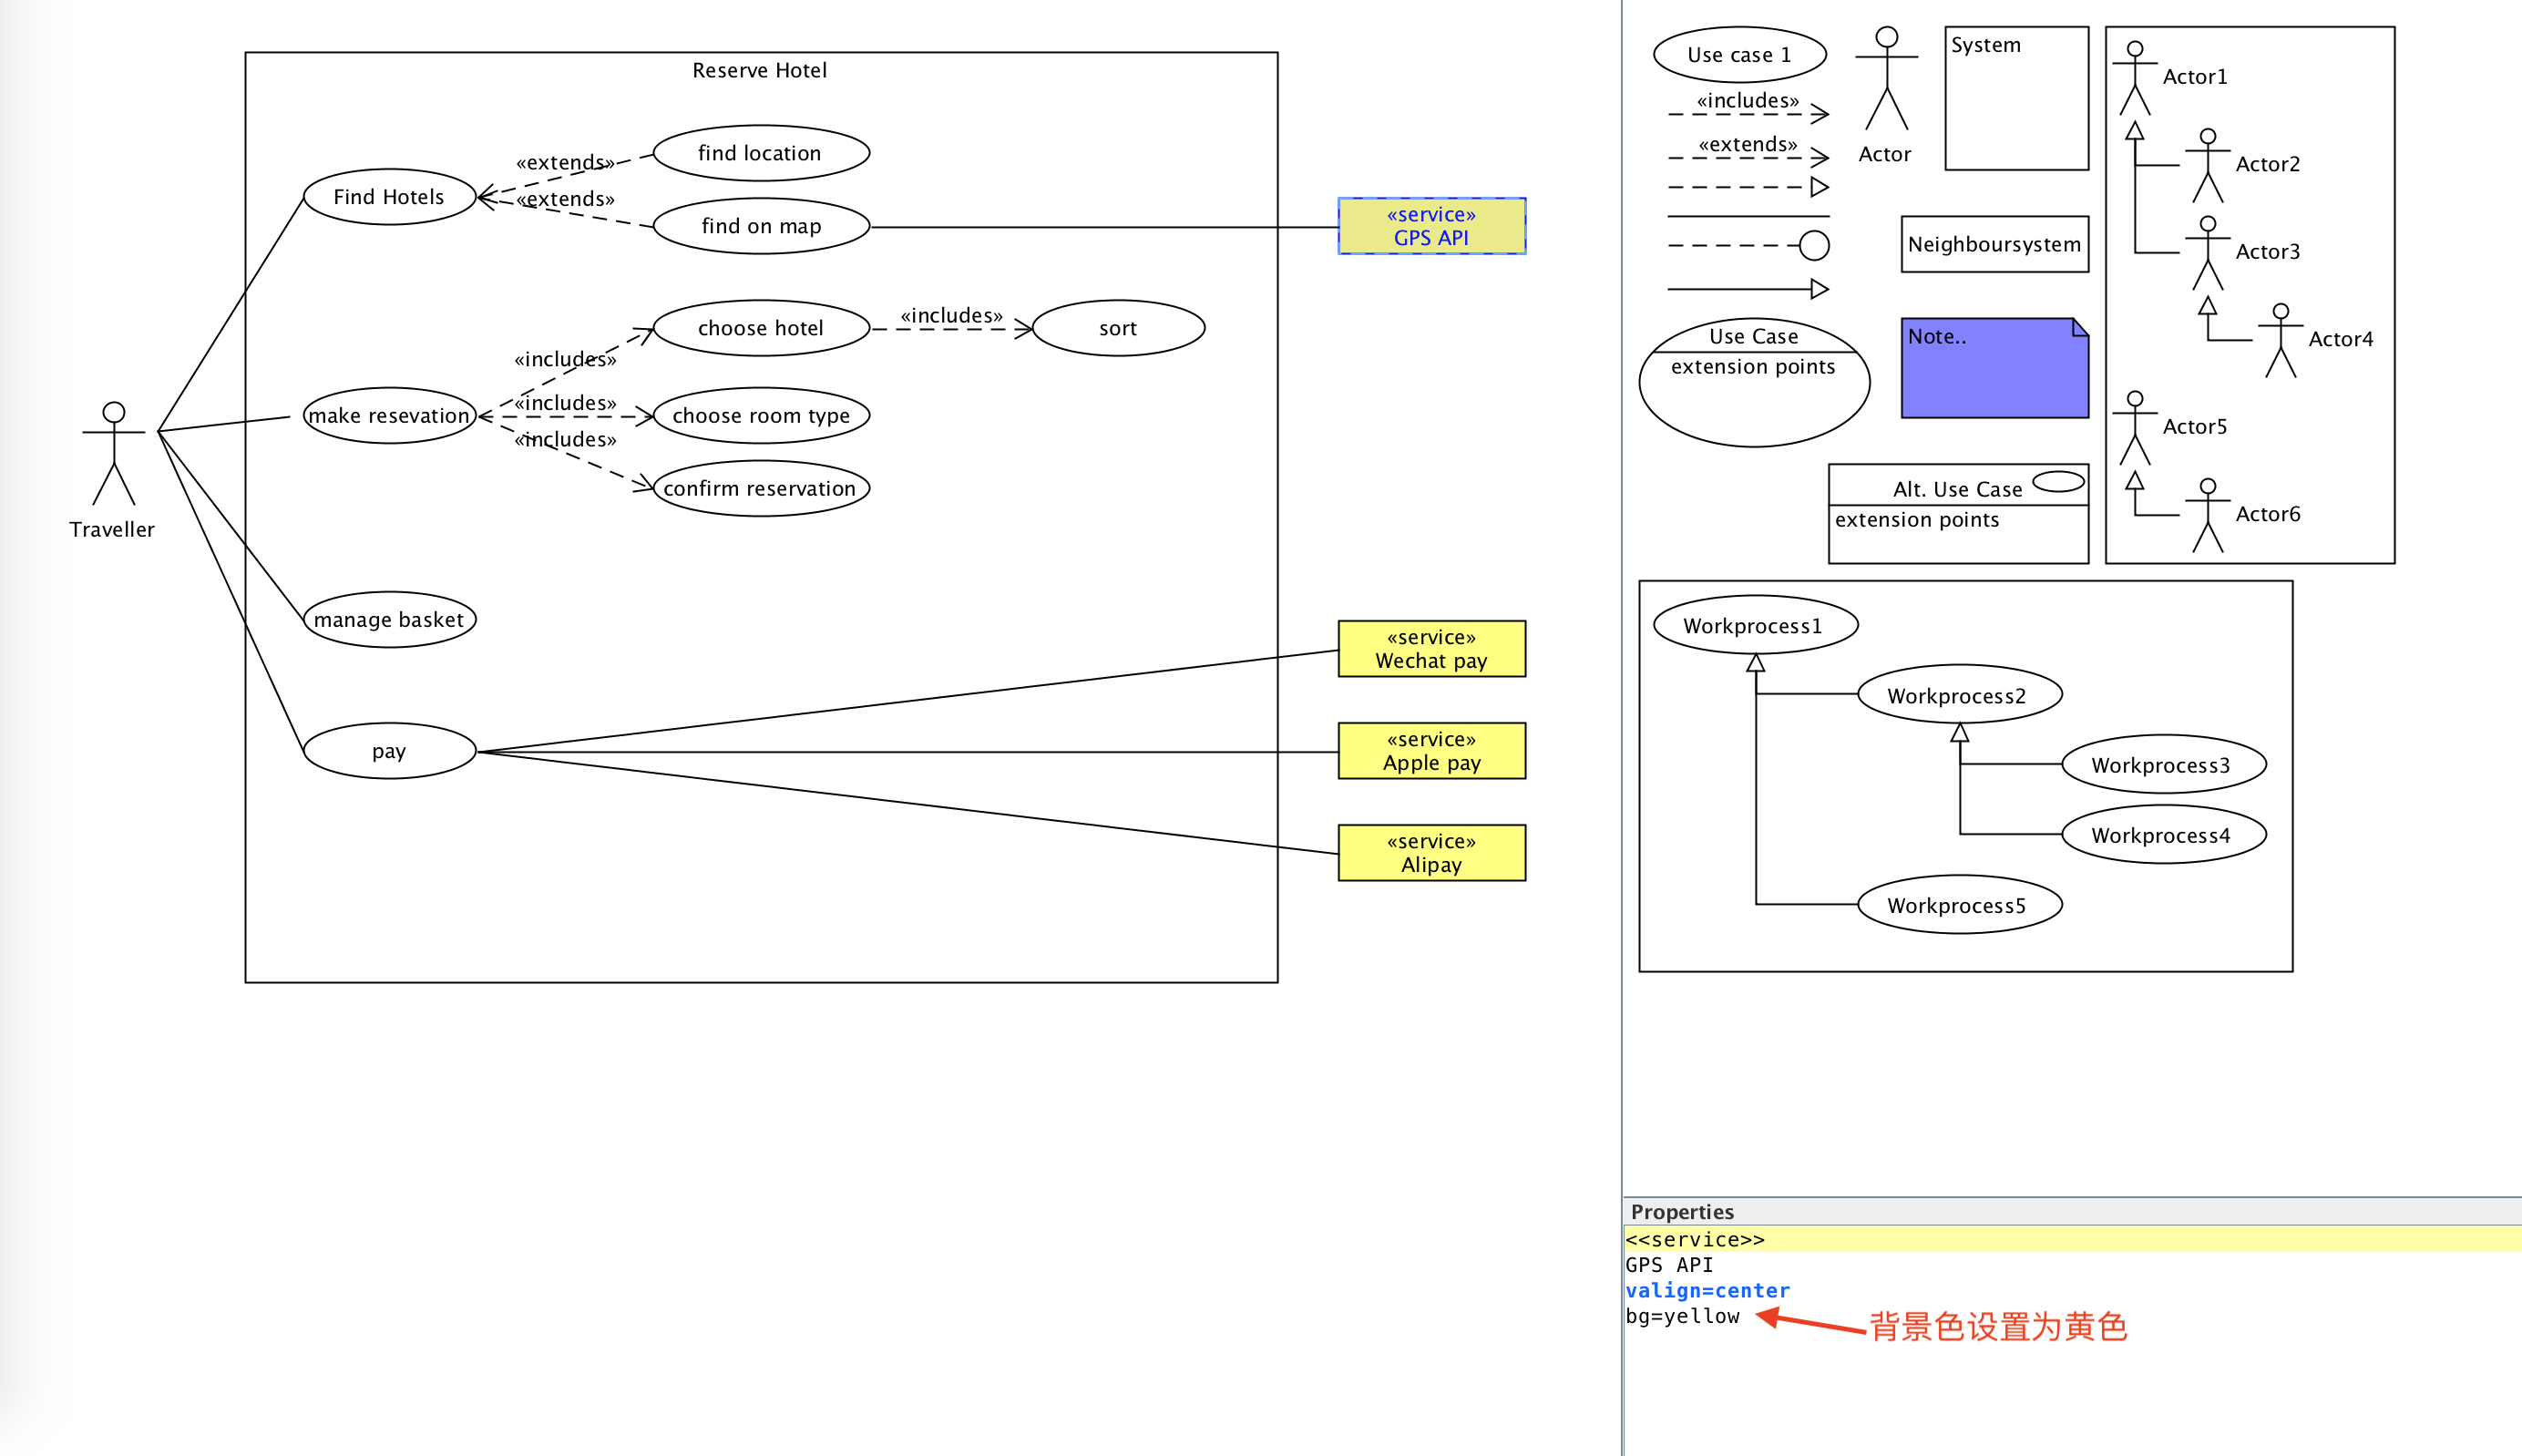 Reserve Hotel
«extends»
find location
Find Hotels
«extends»
find on map
«service»
GPS API
«includes»
choose hotel
«includes»
sort
make resevation
«includes»
choose room type
«includes»
confirm reservation
Traveller
manage basket
«service»
Wechat pay
pay
«service»
Apple pay
«service»
Alipay
Use case 1
«includes»
«extends»
Actor
System
Neighboursystem
Use Case
extension points
Note..
Alt. Use Case
extension points
Actor1
Actor2
Actor3
Actor4
Actor5
Actor6
Workprocess1
Workprocess2
Workprocess3
Workprocess4
Workprocess5
Properties
<<service>>
GPS API
valign=center
bg=yellow
背景色设置为黄色